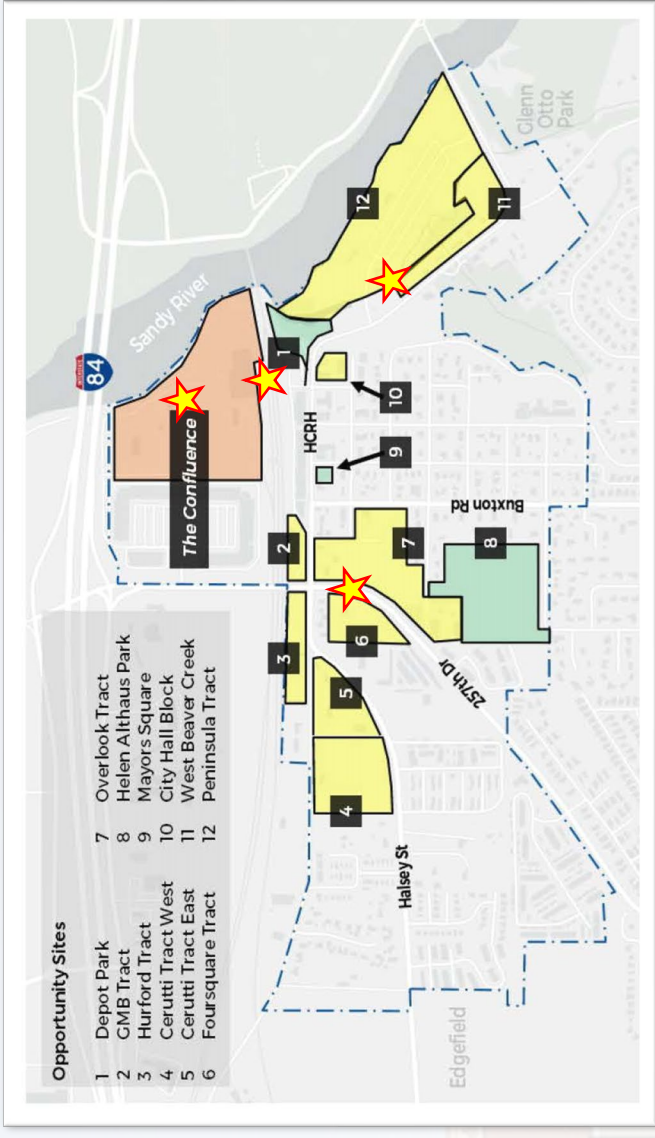 Opportunity Sites
1 Depot Park
2 GMB Tract
3 Hurford Tract
4 Cerutti Tract West
5 Cerutti Tract East
6 Foursquare Tract
7 Overlook Tract
8 Helen Althaus Park
9 Mayors Square
10 City Hall Block
11 West Beaver Creek
12 Peninsula Tract
84
Sandy River
The Confluence
Glenn
Otto
Park
12
11
1
10
HCRH
9
Buxton Rd
2
7
8
3
6
5
257th Dr
4
Halsey St
Edgefield